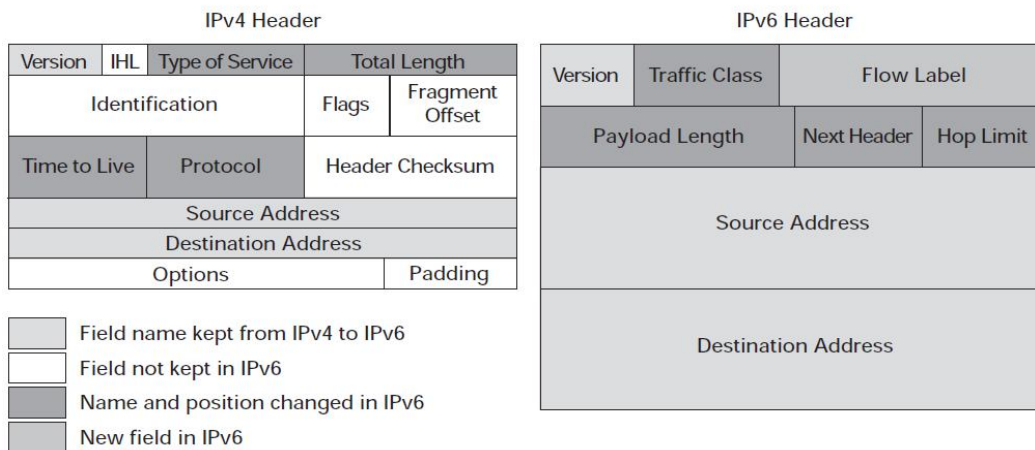 IPv4 Header
Version IHL Type of Service Total Length
Identification Flags Fragment
Offset
Time to Live Protocol Header Checksum
Source Address
Destination Address
Options Padding
Field name kept from IPv4 to IPv6
Field not kept in IPv6
Name and position changed in IPv6
New field in IPv6
IPv6 Header
Version Traffic Class Flow Label
Payload Length Next Header Hop Limit
Source Address
Destination Address